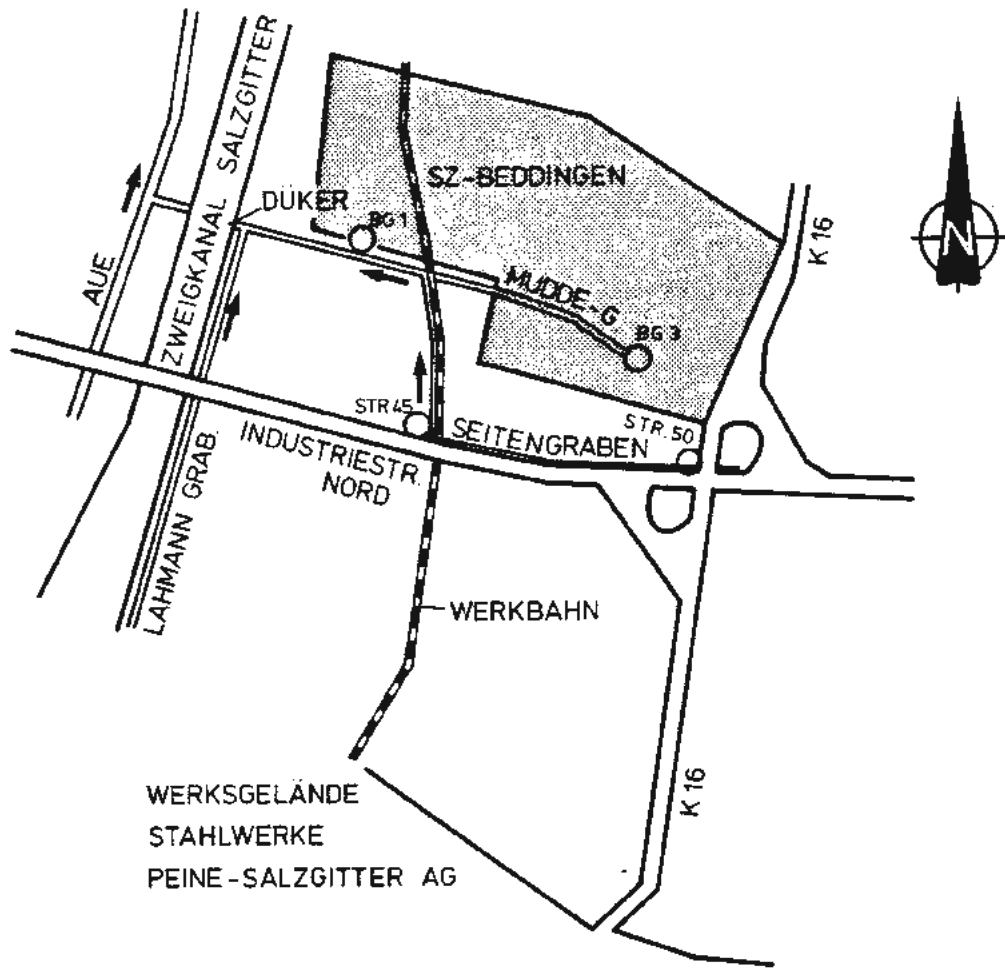 ZWEIGKANAL SALZGITTER
SZ-BEDDINGEN
DÜKER
BG 1
K 16
N
AUE
MUDDE-G
BG 3
STR 45
SEITENGRABEN
STR. 50
INDUSTRIESTR.
NORD
LAHMANN GRAB.
WERKBAHN
K 16
WERKSGELÄNDE
STAHLWERKE
PEINE-SALZGITTER AG